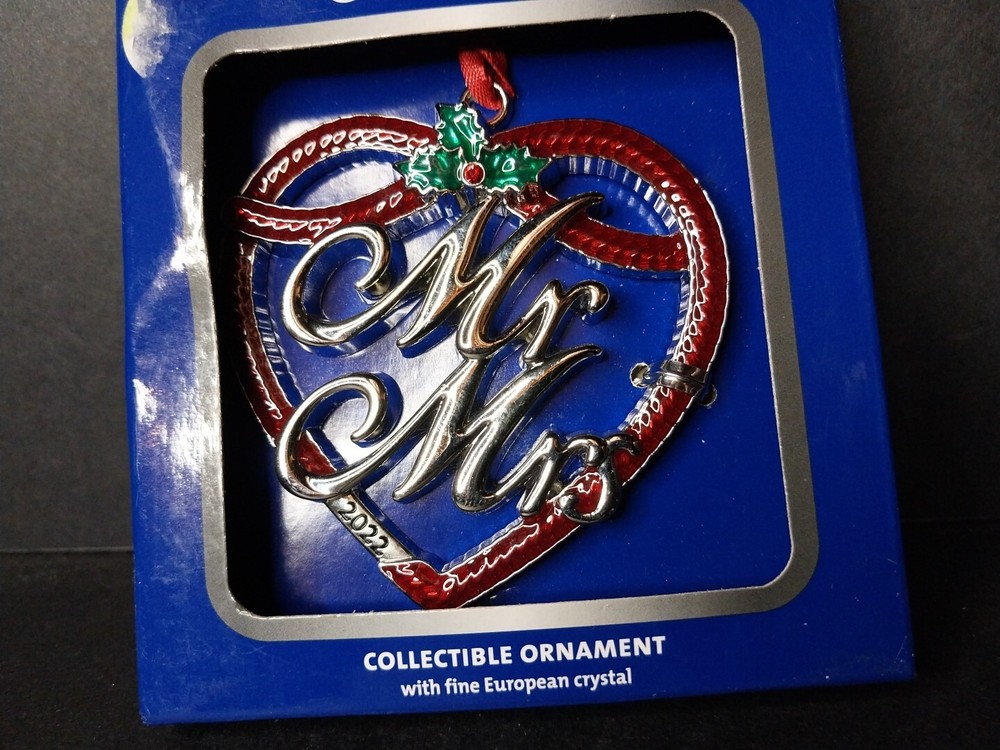 Mr
Mrs
2022
COLLECTIBLE ORNAMENT
with fine European crystal